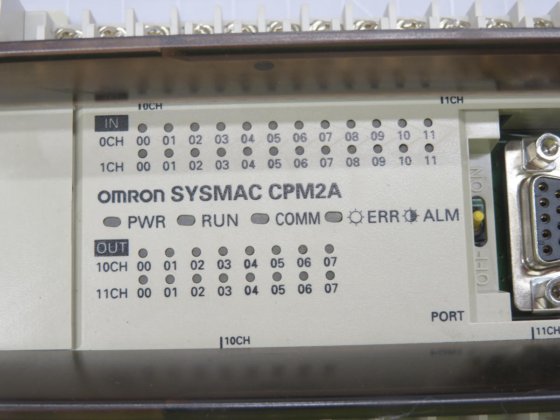 10CH 11CH
IN
0CH 00 01 02 03 04 05 06 07 08 09 10 11
1CH 00 01 02 03 04 05 06 07 08 09 10 11
OMRON SYSMAC CPM2A
PWR RUN COMM ERR ALM
ON
OUT
10CH 00 01 02 03 04 05 06 07
11CH 00 01 02 03 04 05 06 07
OFF
PORT
10CH 11CH